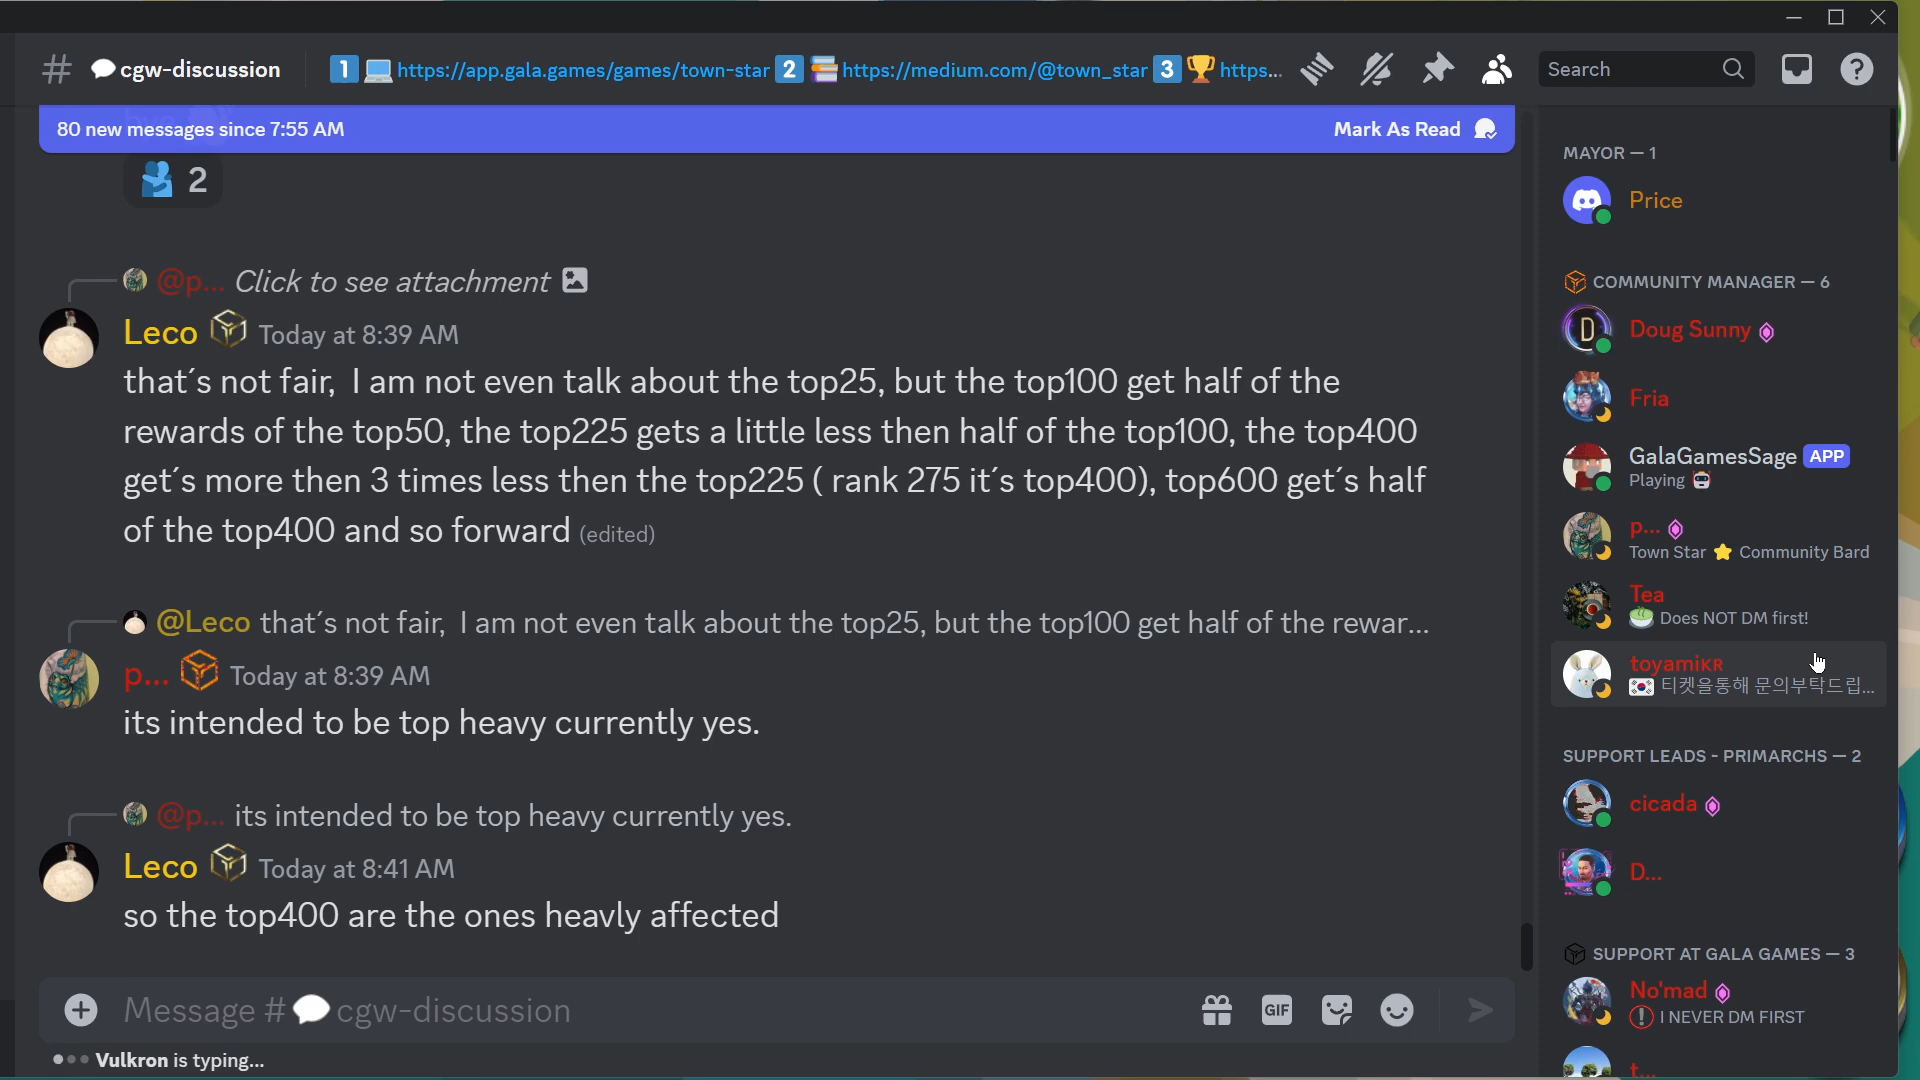 # cgw-discussion 1 https://app.gala.games/games/town-star 2 https://medium.com/@town_star 3 https...
Search
80 new messages since 7:55 AM
Mark As Read
2
@p... Click to see attachment
Leco Today at 8:39 AM
that´s not fair, I am not even talk about the top25, but the top100 get half of the
rewards of the top50, the top225 gets a little less then half of the top100, the top400
get´s more then 3 times less then the top225 ( rank 275 it´s top400), top600 get´s half
of the top400 and so forward (edited)
@Leco that´s not fair, I am not even talk about the top25, but the top100 get half of the rewar...
p... Today at 8:39 AM
its intended to be top heavy currently yes.
@p... its intended to be top heavy currently yes.
Leco Today at 8:41 AM
so the top400 are the ones heavly affected
Message # cgw-discussion
GIF
Vulkron is typing...
MAYOR — 1
Price
COMMUNITY MANAGER — 6
D
Doug Sunny
Fria
GalaGamesSage APP
Playing
p...
Town Star Community Bard
Tea
Does NOT DM first!
toyamiKR
티켓을통해 문의부탁드립...
SUPPORT LEADS - PRIMARCHS — 2
cicada
D...
SUPPORT AT GALA GAMES — 3
No'mad
I NEVER DM FIRST
t...